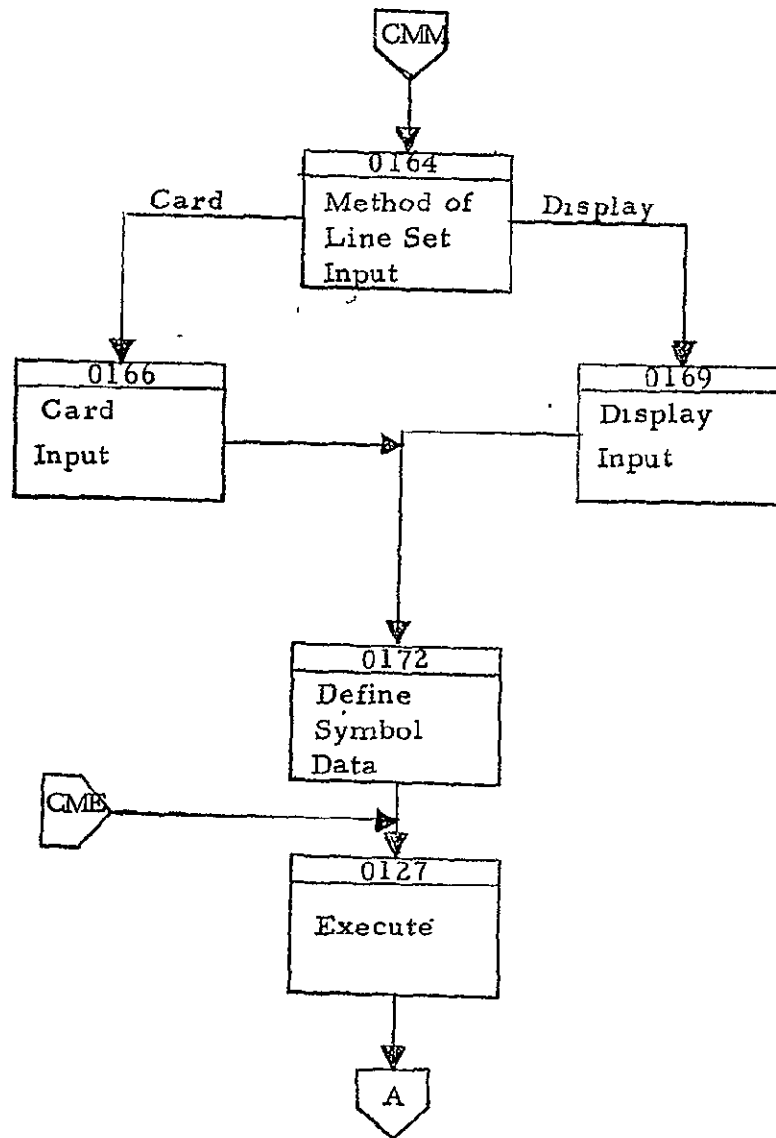 CMM
0164
Method of
Line Set
Input
Card
Display
0166
Card
Input
0169
Display
Input
0172
Define
Symbol
Data
CME
0127
Execute
A